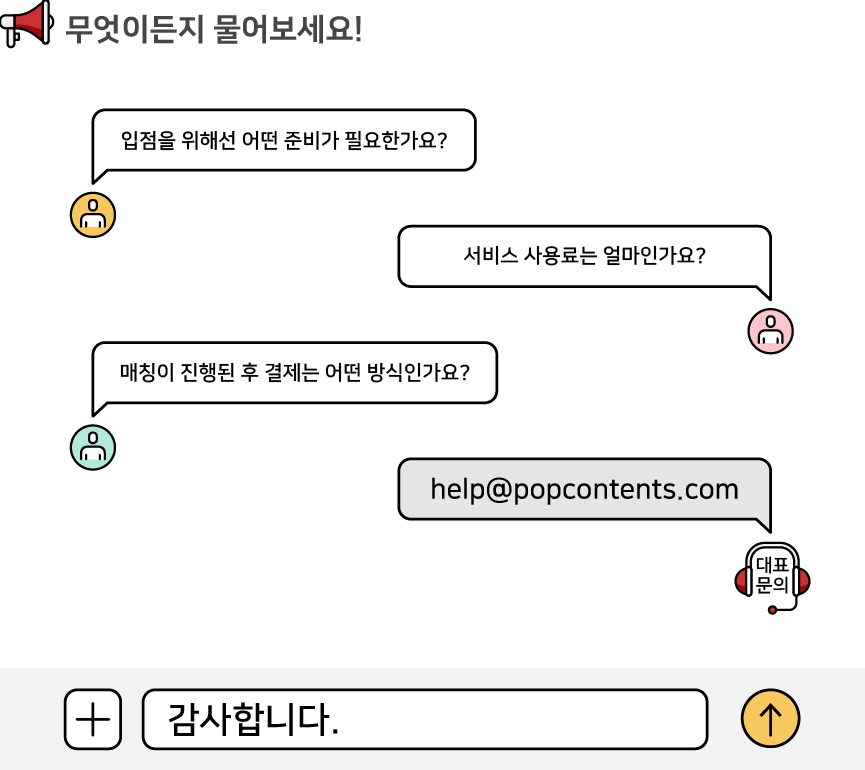 무엇이든지 물어보세요!
입점을 위해선 어떤 준비가 필요한가요?
서비스 사용료는 얼마인가요?
매칭이 진행된 후 결제는 어떤 방식인가요?
help@popcontents.com
대표
문의
감사합니다.